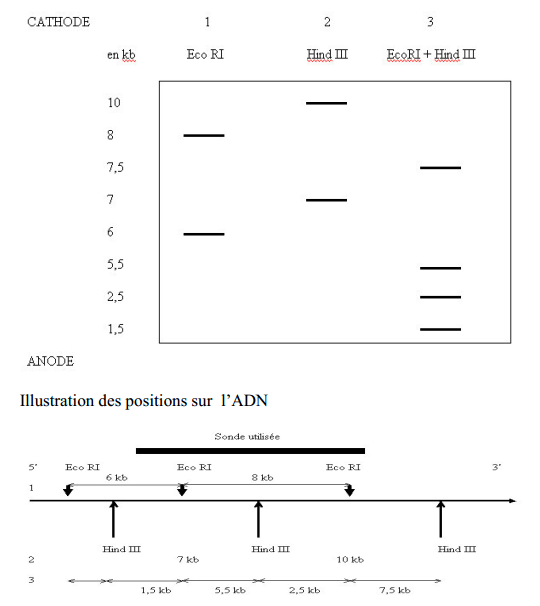 CATHODE 1 2 3
en kb Eco RI Hind III EcoRI + Hind III
10
8
7,5
7
6
5,5
2,5
1,5
ANODE
Illustration des positions sur l'ADN
Sonde utilisée
5' Eco RI Eco RI Eco RI 3'
6 kb 8 kb
1
Hind III Hind III Hind III
2 7 kb 10 kb
3
1,5 kb 5,5 kb 2,5 kb 7,5 kb